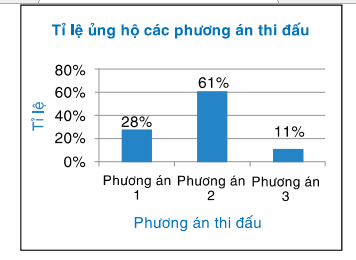 Tỉ lệ ủng hộ các phương án thi đấu
80%
60%
40%
20%
0%
Tỉ lệ
28%
61%
11%
Phương án Phương án Phương án
1 2 3
Phương án thi đấu